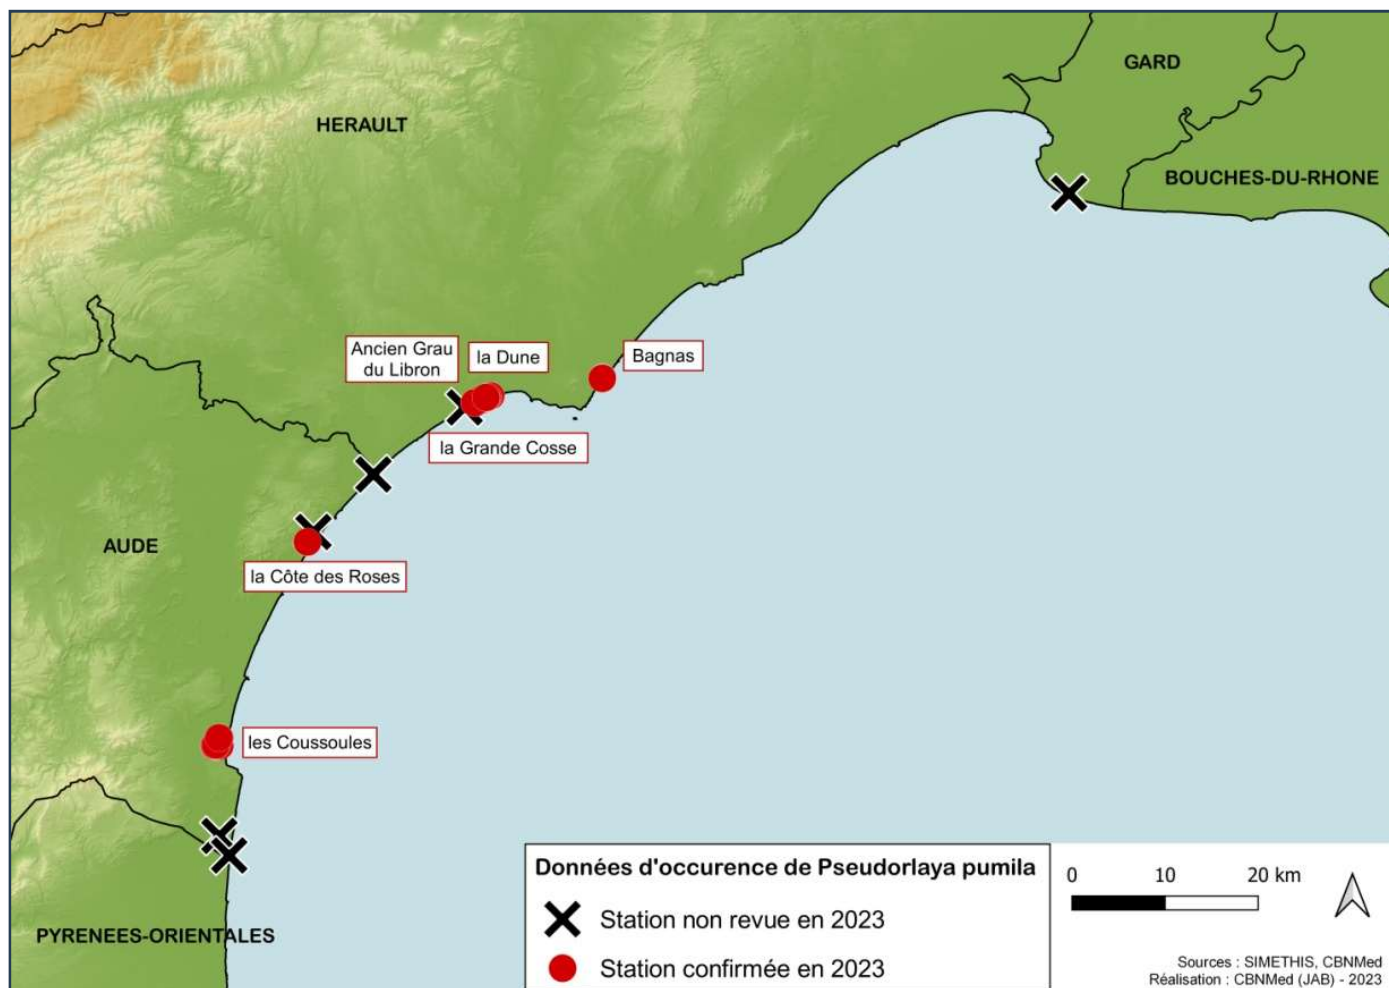 GARD
HERAULT
BOUCHES-DU-RHONE
Ancien Grau
du Libron
la Dune
Bagnas
la Grande Cosse
AUDE
la Côte des Roses
les Coussoules
PYRENEES-ORIENTALES
Données d'occurence de Pseudorlaya pumila
Station non revue en 2023
Station confirmée en 2023
0 10 20 km
Sources : SIMETHIS, CBNMed
Réalisation : CBNMed (JAB) - 2023